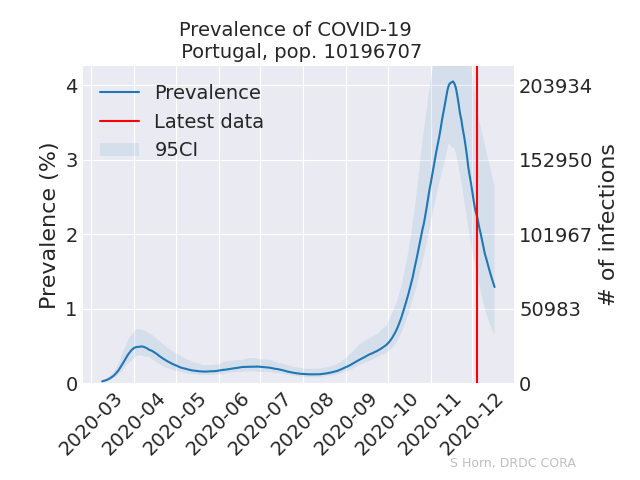 Prevalence of COVID-19
Portugal, pop. 10196707
Prevalence (%)
4
3
2
1
0
Prevalence
Latest data
95CI
203934
152950
101967
50983
0
# of infections
2020-03
2020-04
2020-05
2020-06
2020-07
2020-08
2020-09
2020-10
2020-11
2020-12
S Horn, DRDC CORA